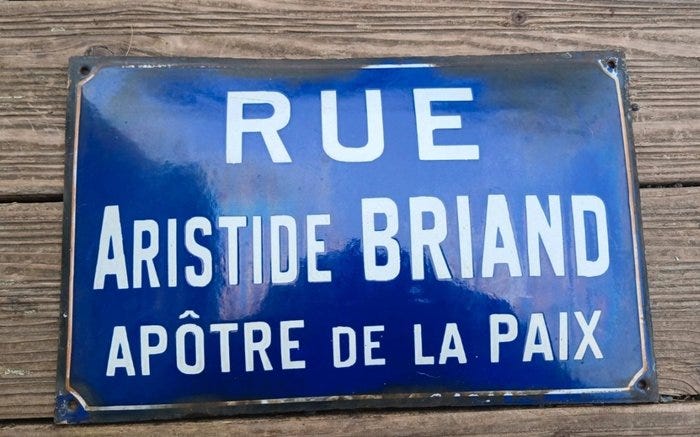 RUE
ARISTIDE BRIAND
APÔTRE DE LA PAIX